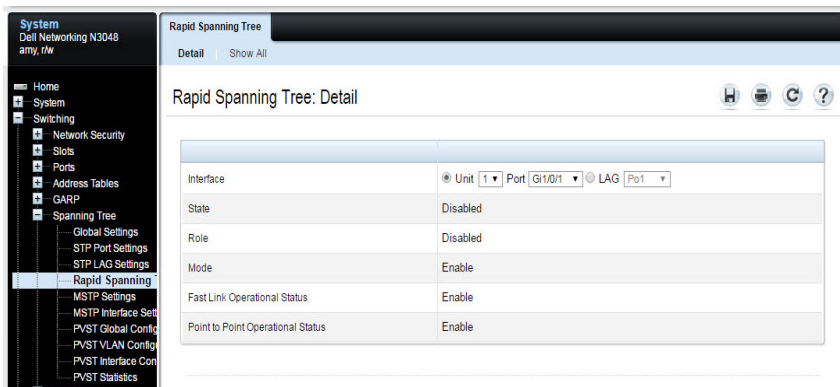 System
Dell Networking N3048
amy, r/w
Rapid Spanning Tree
Detail Show All
Home
System
Switching
Network Security
Slots
Ports
Address Tables
GARP
Spanning Tree
Global Settings
STP Port Settings
STP LAG Settings
Rapid Spanning
MSTP Settings
MSTP Interface Sett
PVST Global Config
PVST VLAN Config
PVST Interface Con
PVST Statistics
Rapid Spanning Tree: Detail
Interface Unit 1 Port Gi1/0/1 LAG Po1
State Disabled
Role Disabled
Mode Enable
Fast Link Operational Status Enable
Point to Point Operational Status Enable